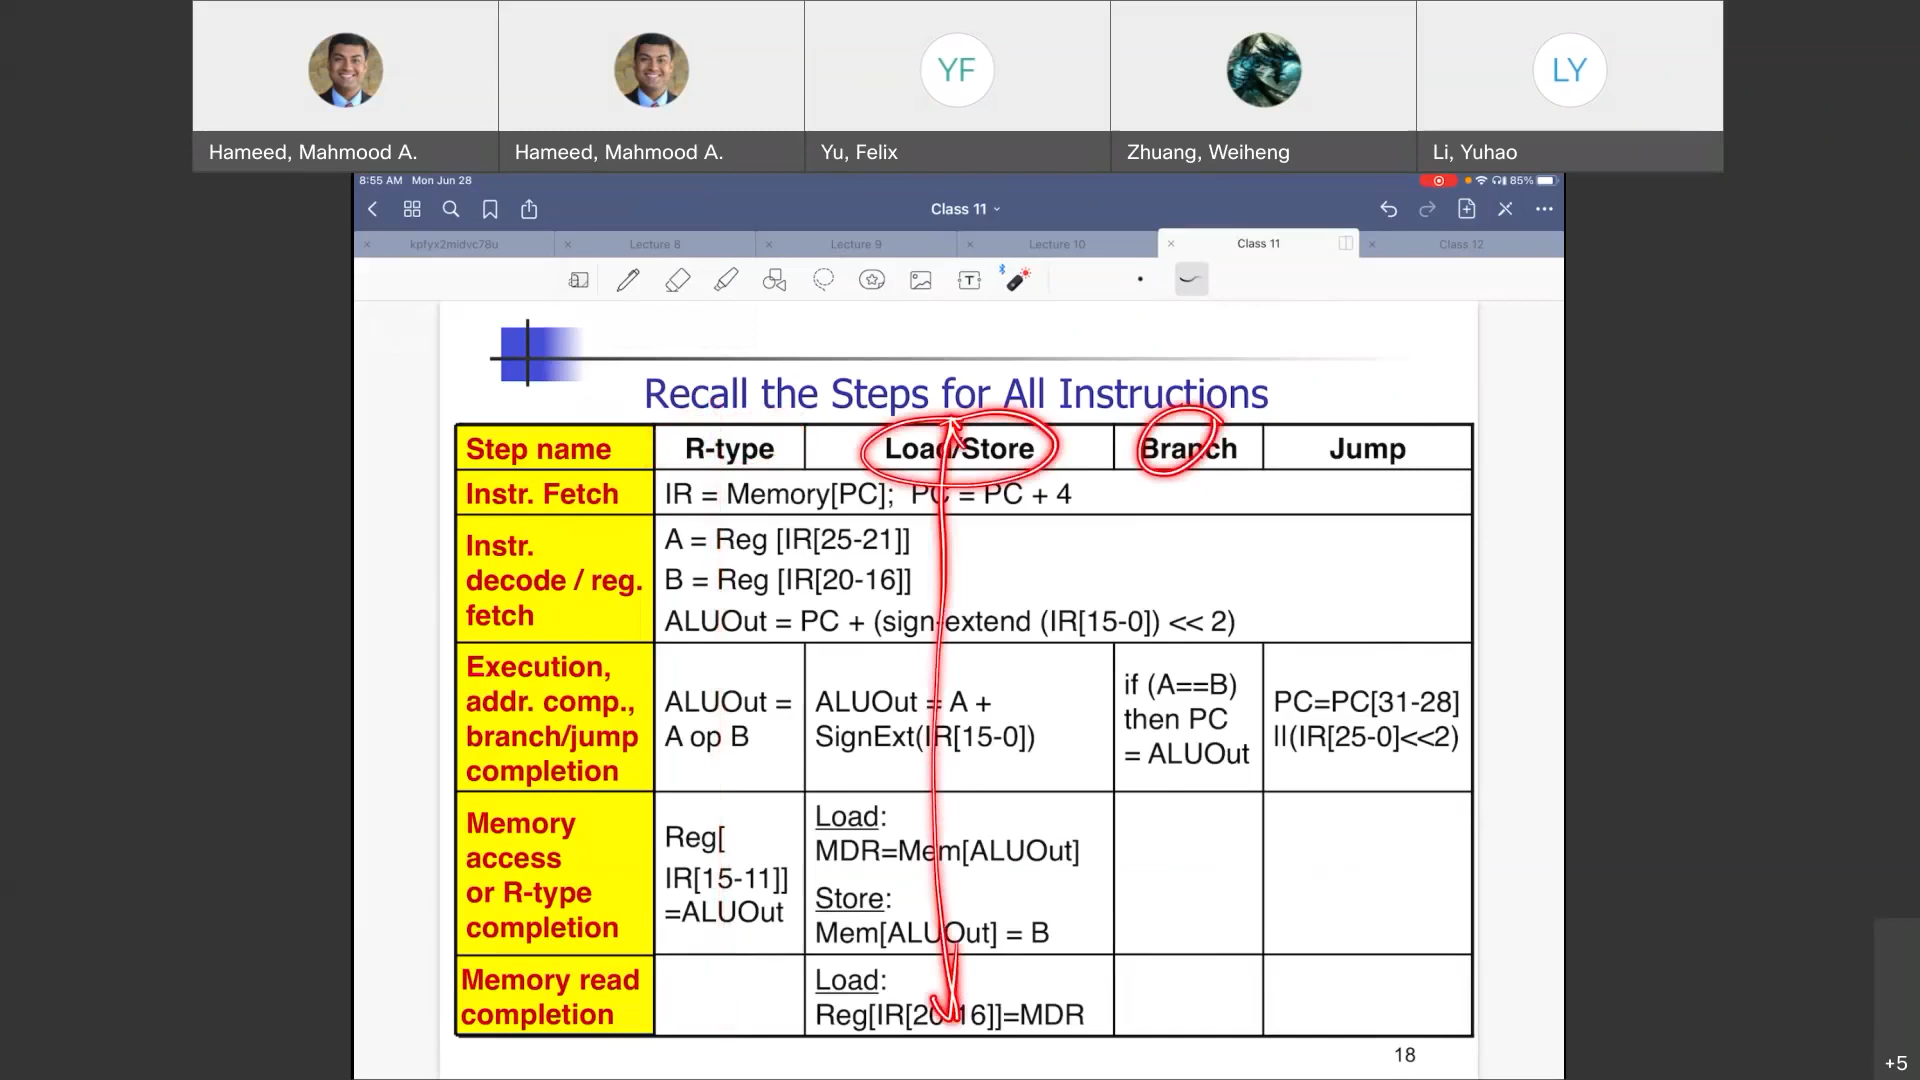 YF
LY
Hameed, Mahmood A.
Hameed, Mahmood A.
Yu, Felix
Zhuang, Weiheng
Li, Yuhao
8:55 AM Mon Jun 28
85%
Class 11
kpfyx2midvc78u
Lecture 8
Lecture 9
Lecture 10
Class 11
Class 12
Recall the Steps for All Instructions
Step name
R-type
Load/Store
Branch
Jump
Instr. Fetch
IR = Memory[PC]; PC = PC + 4
Instr.
decode / reg.
fetch
A = Reg [IR[25-21]]
B = Reg [IR[20-16]]
ALUOut = PC + (sign-extend (IR[15-0]) << 2)
Execution,
addr. comp.,
branch/jump
completion
ALUOut =
A op B
ALUOut = A +
SignExt(IR[15-0])
if (A==B)
then PC
= ALUOut
PC=PC[31-28]
II(IR[25-0]<<2)
Memory
access
or R-type
completion
Reg[
IR[15-11]]
=ALUOut
Load:
MDR=Mem[ALUOut]
Store:
Mem[ALUOut] = B
Memory read
completion
Load:
Reg[IR[20-16]]=MDR
18
+5